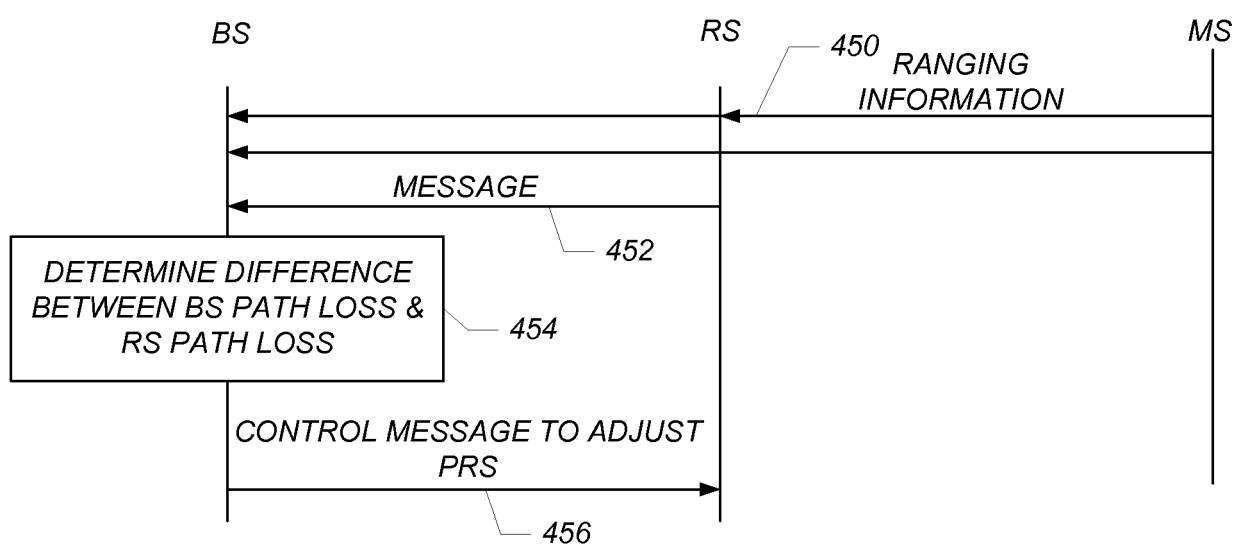 BS
RS
MS
450
RANGING
INFORMATION
MESSAGE
452
DETERMINE DIFFERENCE
BETWEEN BS PATH LOSS &
RS PATH LOSS
454
CONTROL MESSAGE TO ADJUST
PRS
456